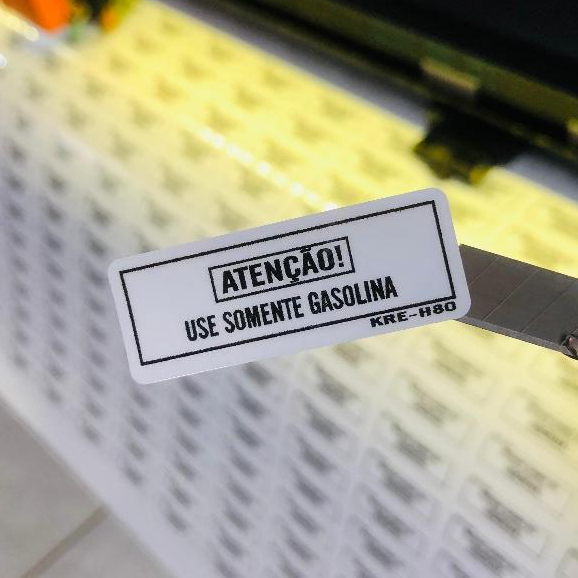 ATENÇÃO!
USE SOMENTE GASOLINA
KRE-H80